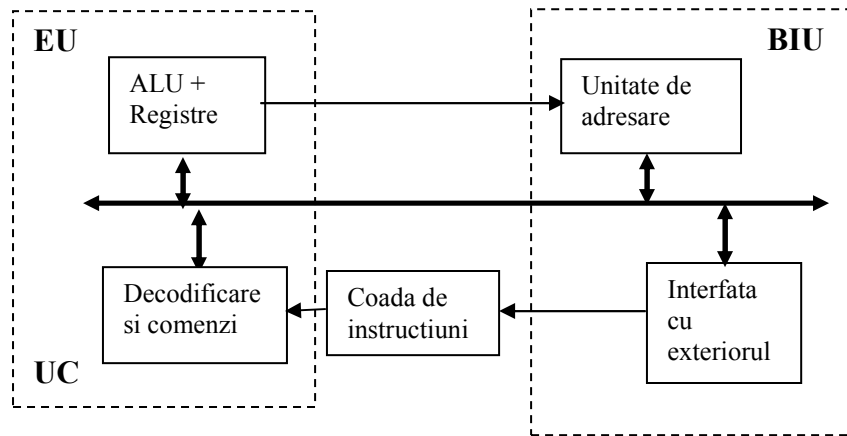 EU
BIU
ALU +
Registre
Unitate de
adresare
Decodificare
si comenzi
Coada de
instructiuni
Interfata
cu
exteriorul
UC